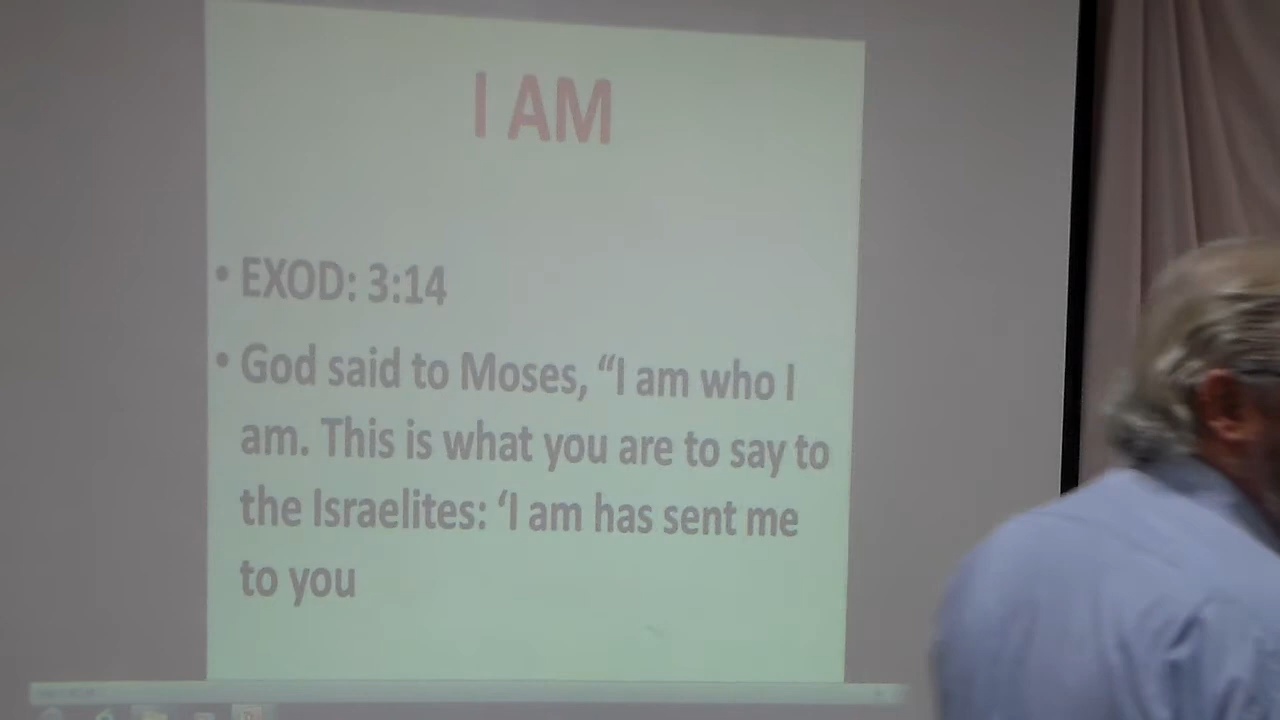 I AM
• EXOD: 3:14
• God said to Moses, “I am who I
am. This is what you are to say to
the Israelites: ‘I am has sent me
to you